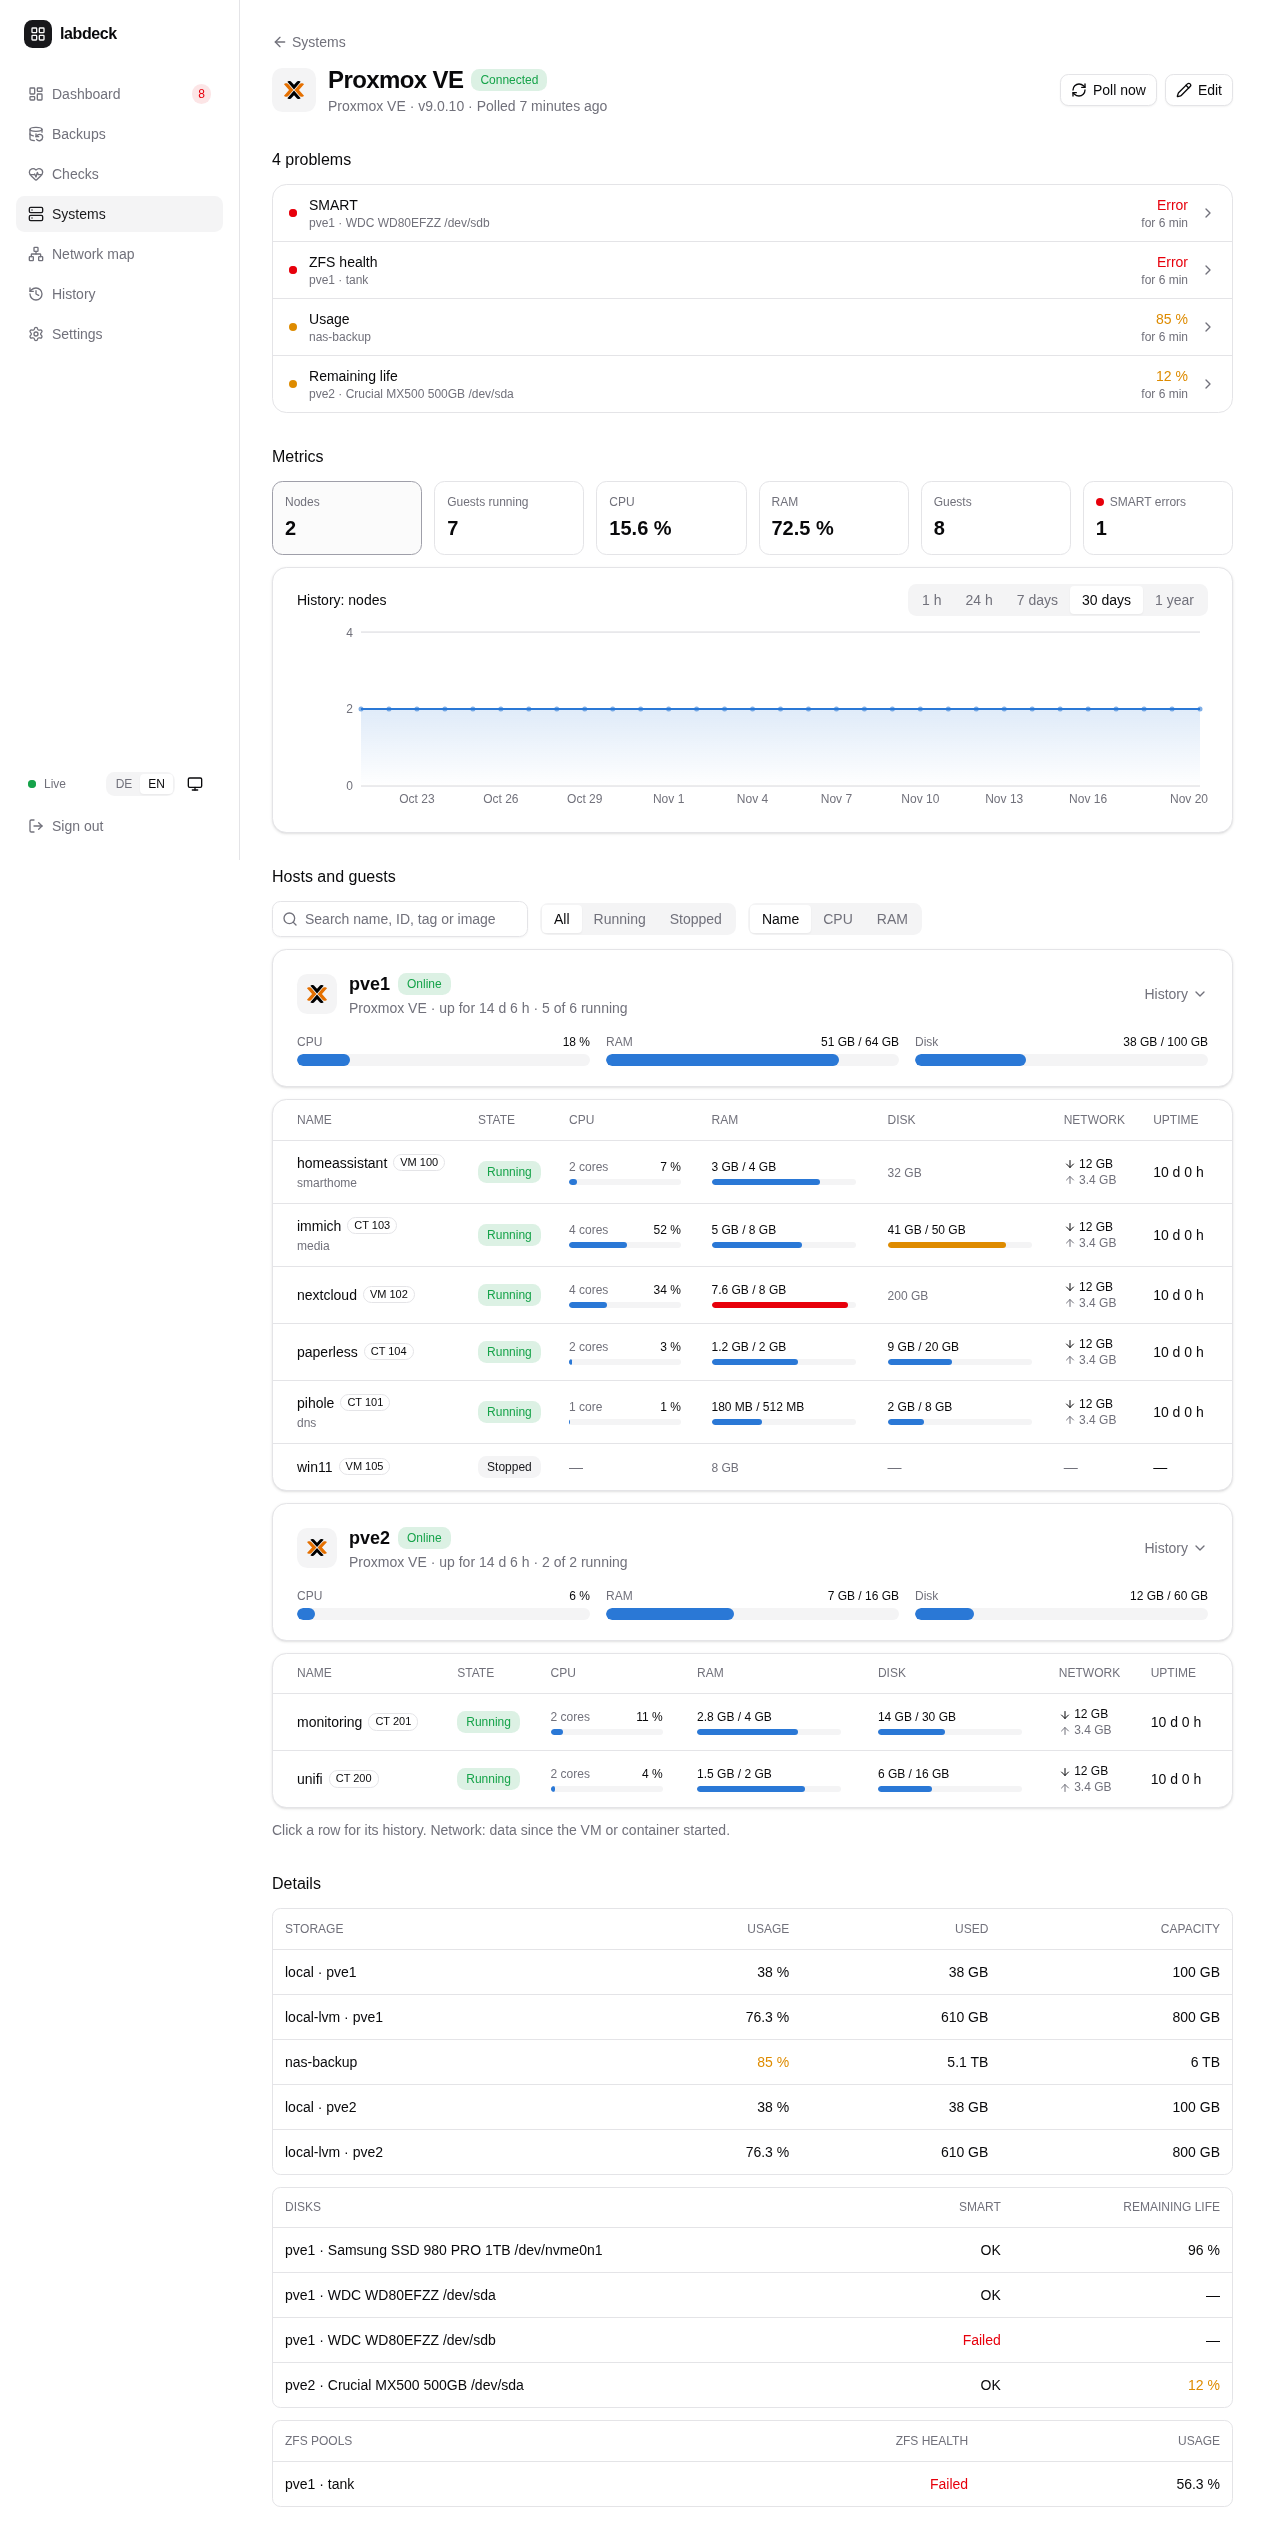 labdeck
Dashboard 8
Backups
Checks
Systems
Network map
History
Settings
Live DE EN
Sign out
Systems
Proxmox VE Connected
Proxmox VE · v9.0.10 · Polled 7 minutes ago
Poll now Edit
4 problems
SMART Error
pve1 · WDC WD80EFZZ /dev/sdb for 6 min
ZFS health Error
pve1 · tank for 6 min
Usage 85 %
nas-backup for 6 min
Remaining life 12 %
pve2 · Crucial MX500 500GB /dev/sda for 6 min
Metrics
Nodes Guests running CPU RAM Guests SMART errors
2 7 15.6 % 72.5 % 8 1
History: nodes 1 h 24 h 7 days 30 days 1 year
4
2
0
Oct 23 Oct 26 Oct 29 Nov 1 Nov 4 Nov 7 Nov 10 Nov 13 Nov 16 Nov 20
Hosts and guests
Search name, ID, tag or image All Running Stopped Name CPU RAM
pve1 Online
Proxmox VE · up for 14 d 6 h · 5 of 6 running History
CPU 18 % RAM 51 GB / 64 GB Disk 38 GB / 100 GB
NAME STATE CPU RAM DISK NETWORK UPTIME
homeassistant VM 100 Running 2 cores 7 % 3 GB / 4 GB 32 GB ↓ 12 GB 10 d 0 h
smarthome ↑ 3.4 GB
immich CT 103 Running 4 cores 52 % 5 GB / 8 GB 41 GB / 50 GB ↓ 12 GB 10 d 0 h
media ↑ 3.4 GB
nextcloud VM 102 Running 4 cores 34 % 7.6 GB / 8 GB 200 GB ↓ 12 GB 10 d 0 h
↑ 3.4 GB
paperless CT 104 Running 2 cores 3 % 1.2 GB / 2 GB 9 GB / 20 GB ↓ 12 GB 10 d 0 h
↑ 3.4 GB
pihole CT 101 Running 1 core 1 % 180 MB / 512 MB 2 GB / 8 GB ↓ 12 GB 10 d 0 h
dns ↑ 3.4 GB
win11 VM 105 Stopped — 8 GB — — —
pve2 Online
Proxmox VE · up for 14 d 6 h · 2 of 2 running History
CPU 6 % RAM 7 GB / 16 GB Disk 12 GB / 60 GB
NAME STATE CPU RAM DISK NETWORK UPTIME
monitoring CT 201 Running 2 cores 11 % 2.8 GB / 4 GB 14 GB / 30 GB ↓ 12 GB 10 d 0 h
↑ 3.4 GB
unifi CT 200 Running 2 cores 4 % 1.5 GB / 2 GB 6 GB / 16 GB ↓ 12 GB 10 d 0 h
↑ 3.4 GB
Click a row for its history. Network: data since the VM or container started.
Details
STORAGE USAGE USED CAPACITY
local · pve1 38 % 38 GB 100 GB
local-lvm · pve1 76.3 % 610 GB 800 GB
nas-backup 85 % 5.1 TB 6 TB
local · pve2 38 % 38 GB 100 GB
local-lvm · pve2 76.3 % 610 GB 800 GB
DISKS SMART REMAINING LIFE
pve1 · Samsung SSD 980 PRO 1TB /dev/nvme0n1 OK 96 %
pve1 · WDC WD80EFZZ /dev/sda OK —
pve1 · WDC WD80EFZZ /dev/sdb Failed —
pve2 · Crucial MX500 500GB /dev/sda OK 12 %
ZFS POOLS ZFS HEALTH USAGE
pve1 · tank Failed 56.3 %